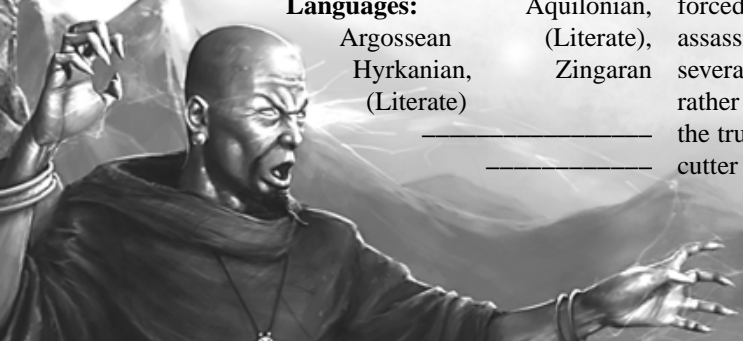 Languages: Aquilonian,
Argossean (Literate),
Hyrkanian, Zingaran
(Literate)
forced
assass
severa
rather
the tru
cutter